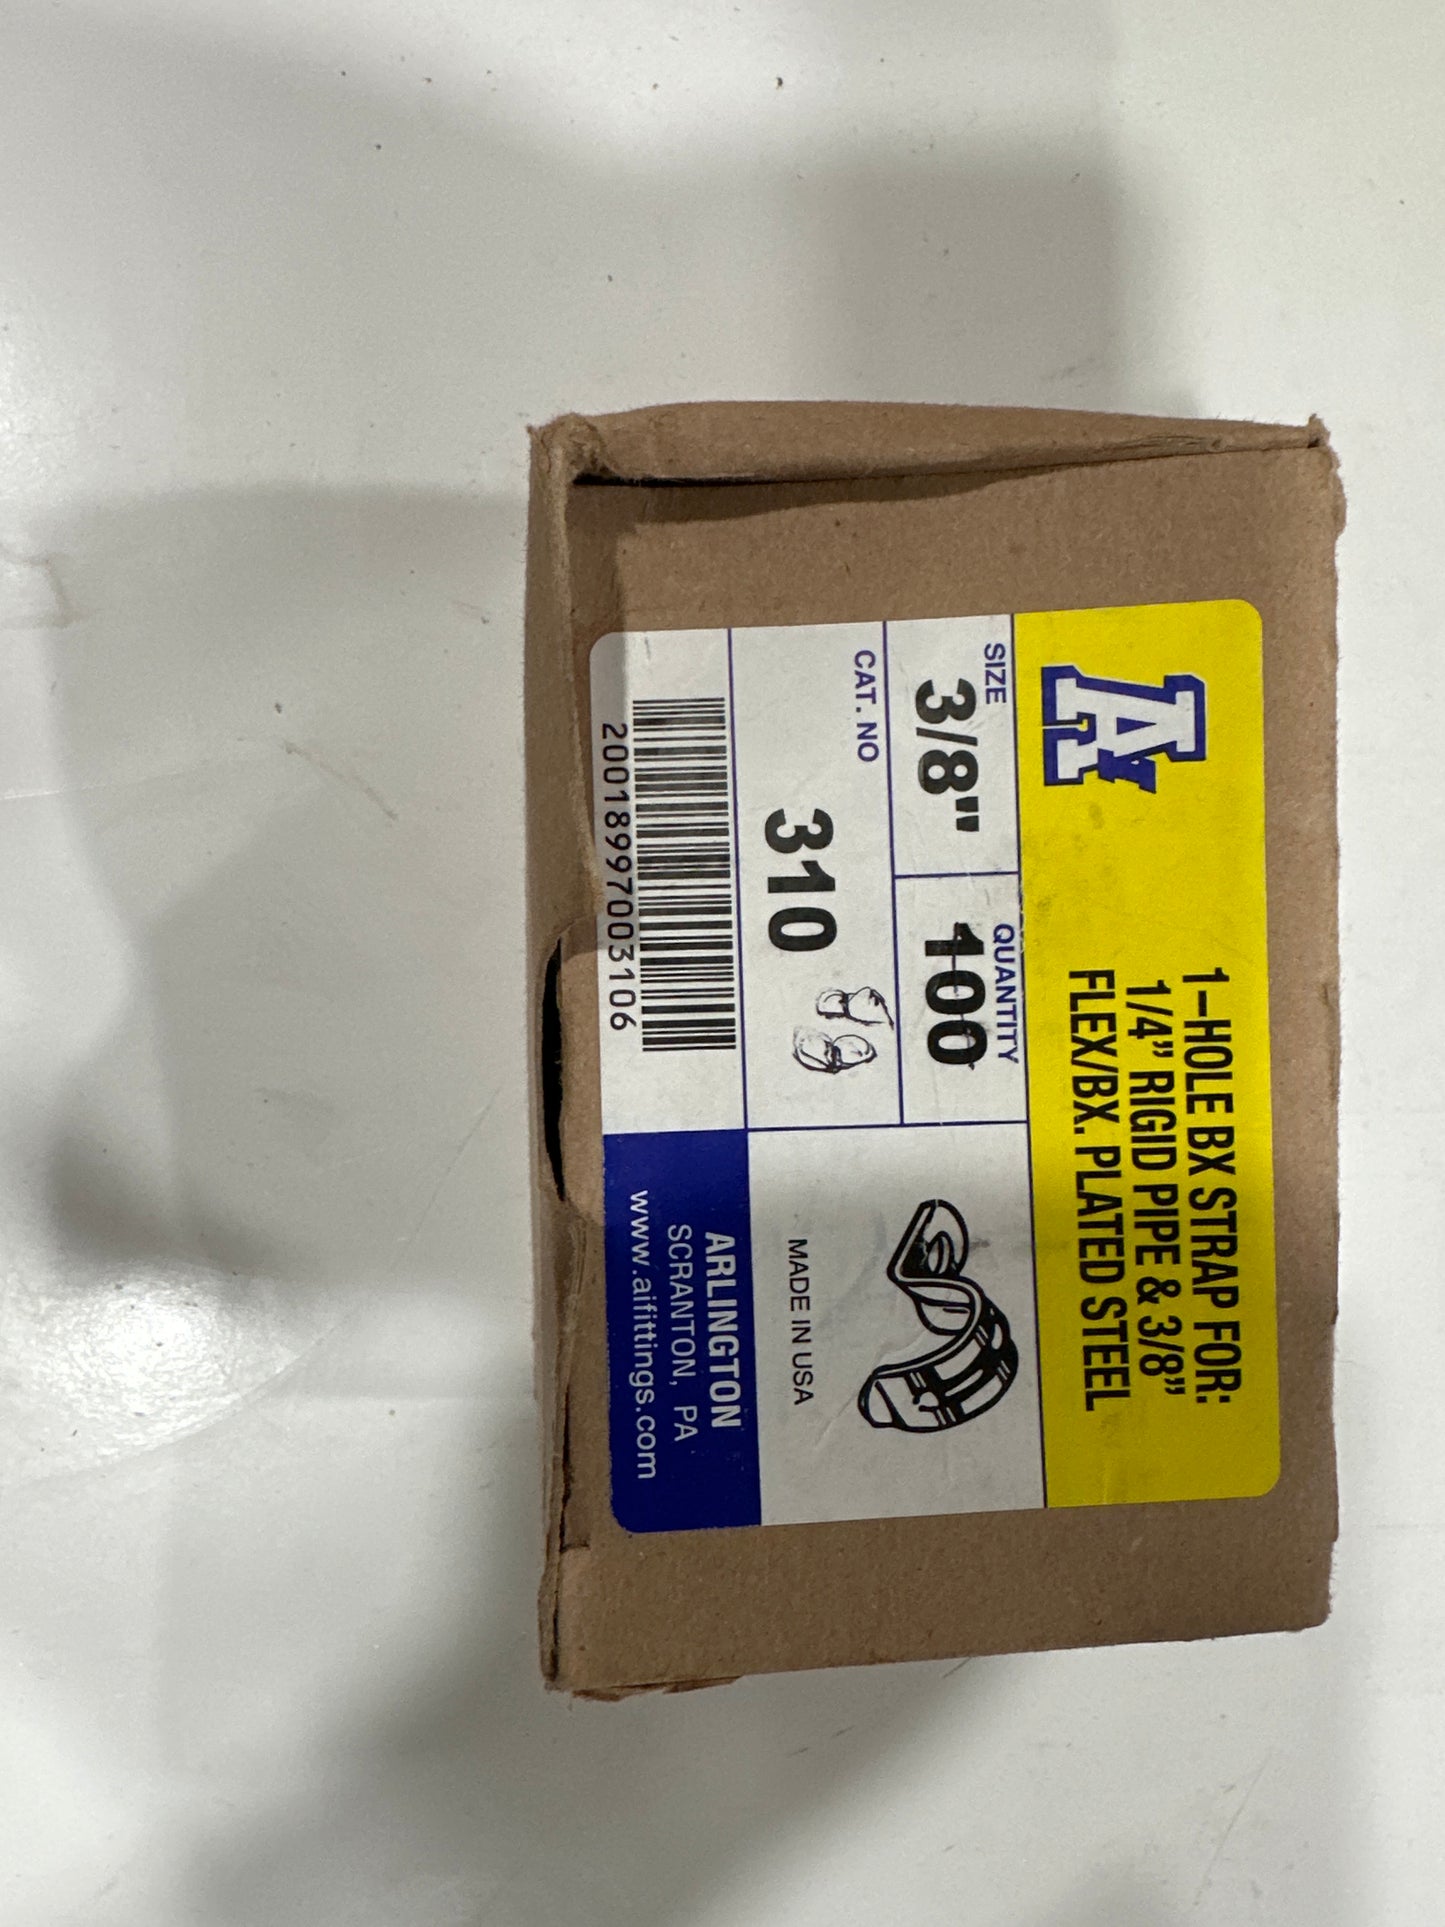 A
1-HOLE BX STRAP FOR:
1/4" RIGID PIPE & 3/8"
FLEX/BX. PLATED STEEL
SIZE
3/8"
QUANTITY
100
CAT. NO
310
20018997003106
MADE IN USA
ARLINGTON
SCRANTON, PA
www.aifittings.com